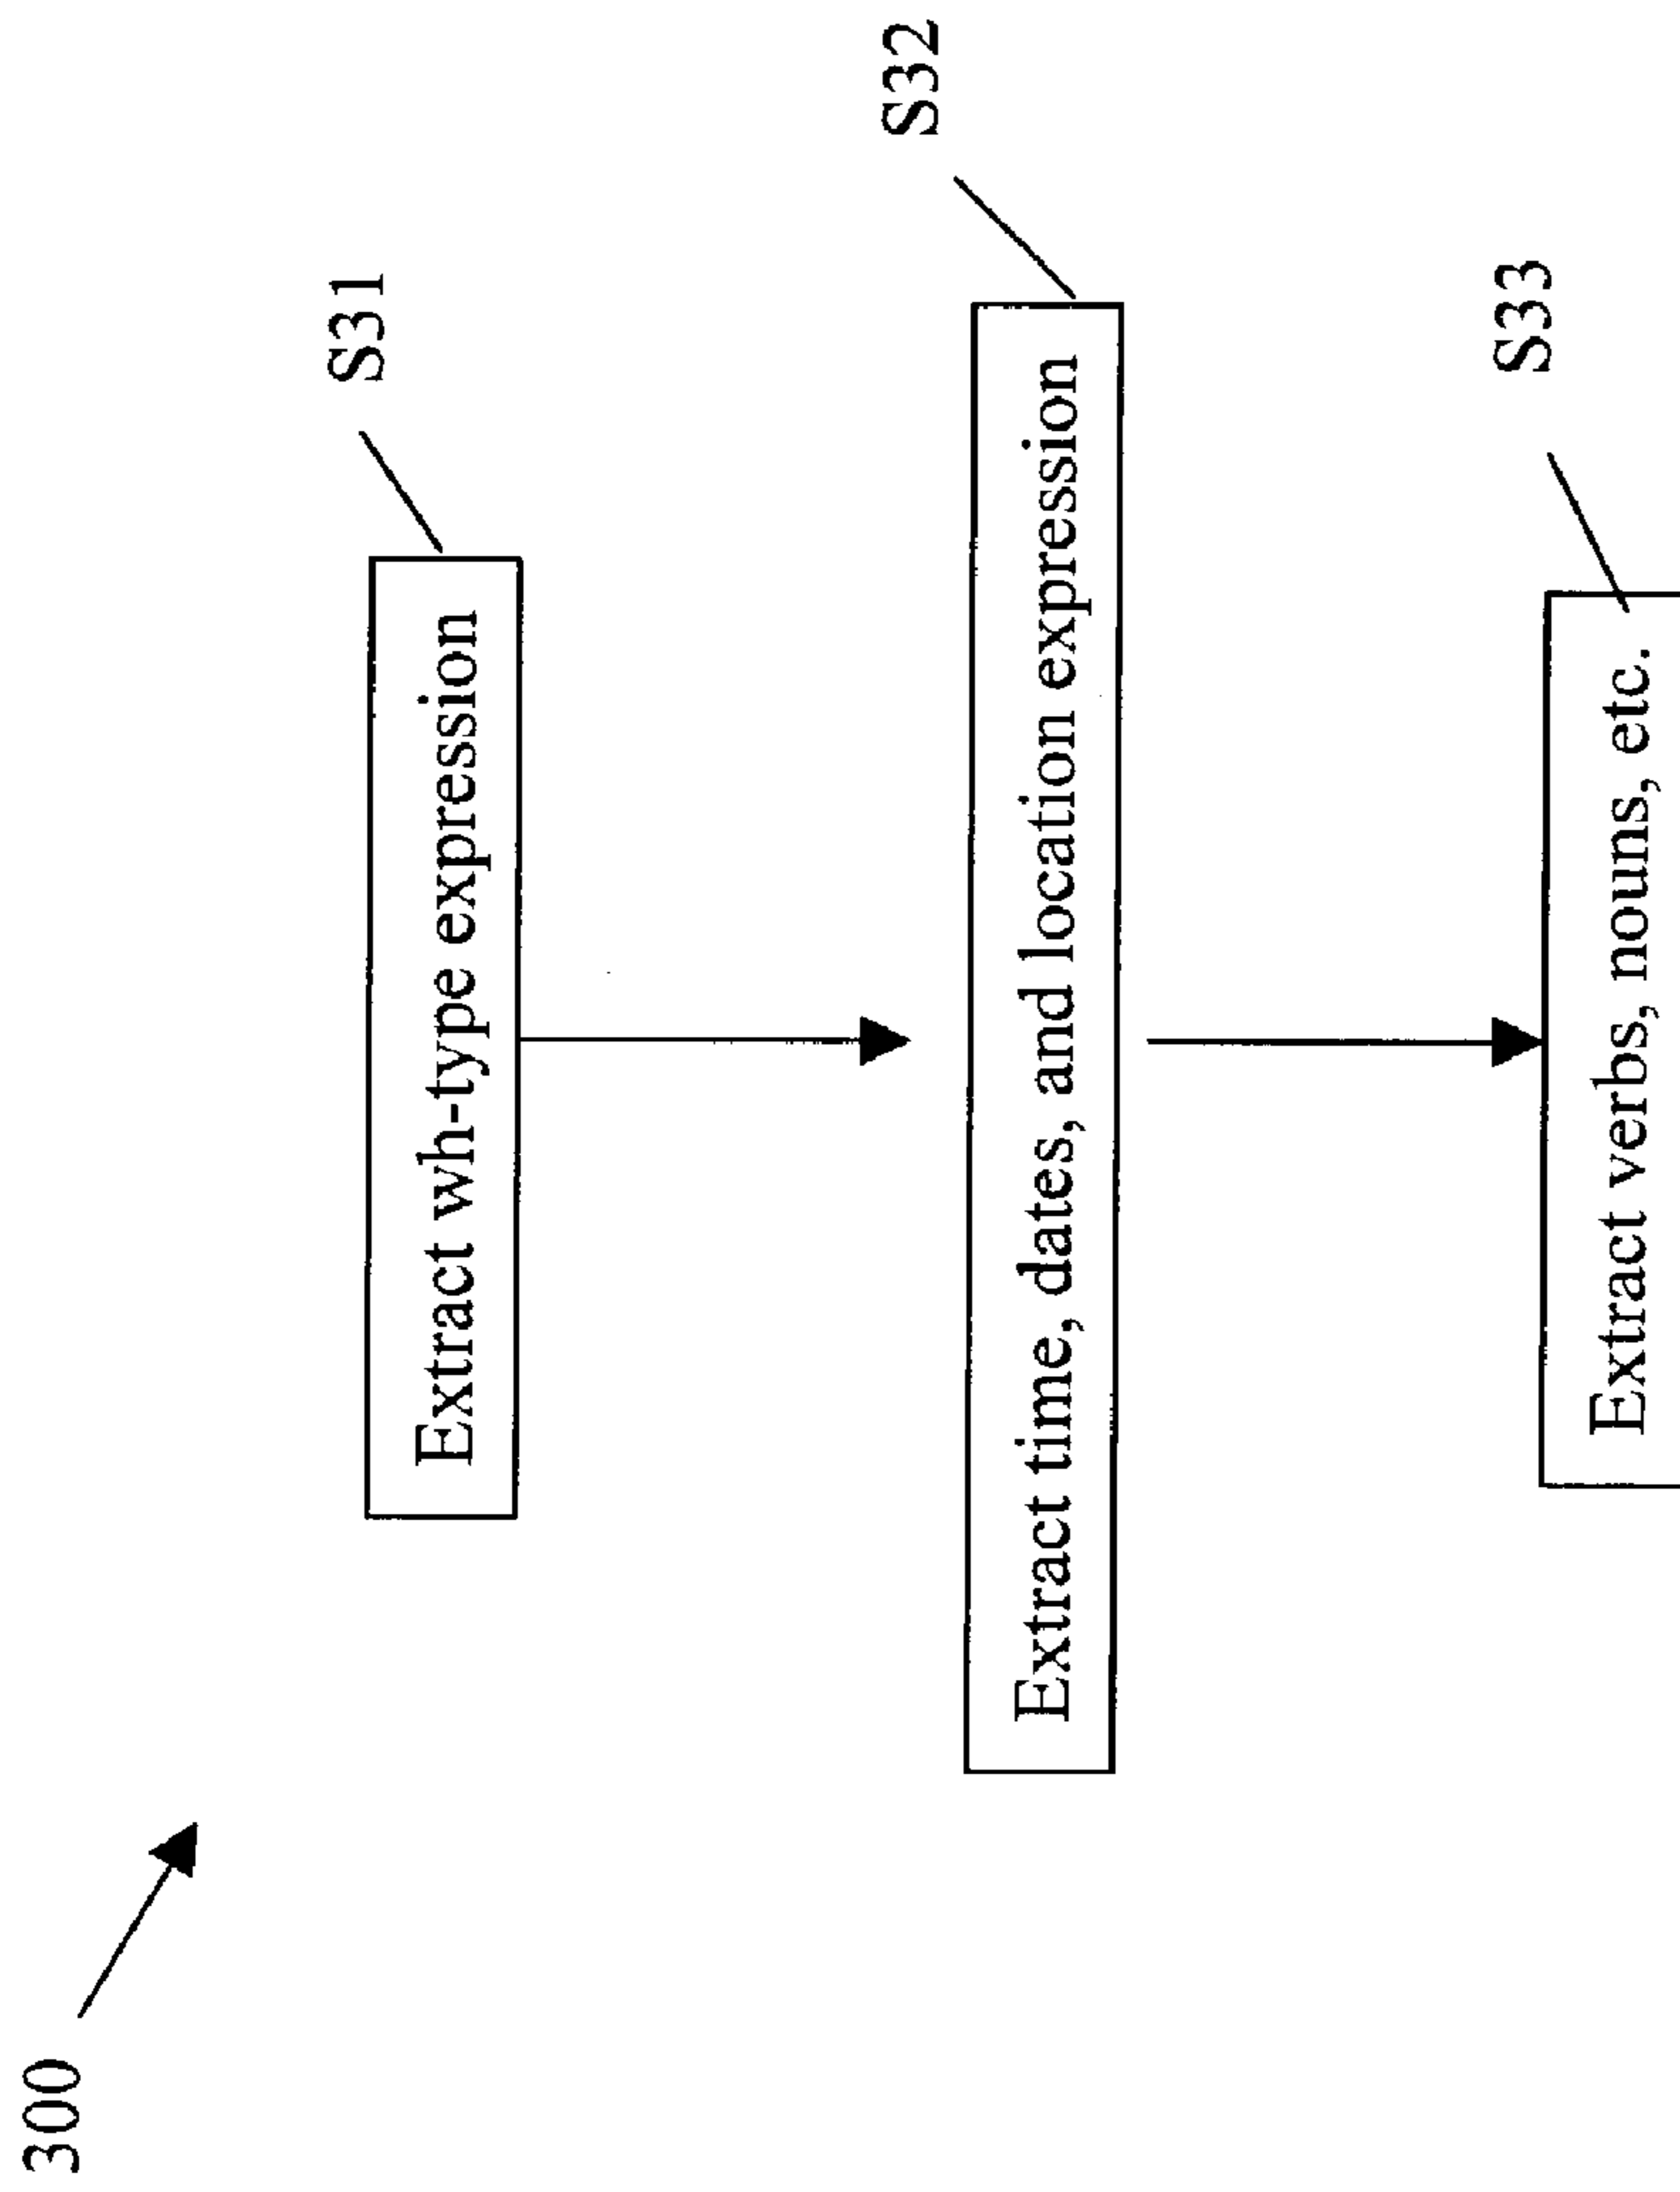 300
S31
Extract wh-type expression
S32
Extract time, dates, and location expression
S33
Extract verbs, nouns, etc.